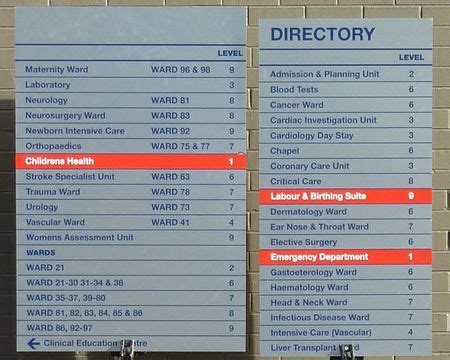 LEVEL
Maternity Ward WARD 96 & 98 9
Laboratory 3
Neurology WARD 81 8
Neurosurgery Ward WARD 83 8
Newborn Intensive Care WARD 92 9
Orthopaedics WARD 75 & 77 7
Childrens Health 1
Stroke Specialist Unit WARD 63 6
Trauma Ward WARD 78 7
Urology WARD 73 7
Vascular Ward WARD 41 4
Womens Assessment Unit 9
WARDS
WARD 21 2
WARD 21-30 31-34 & 38 6
WARD 35-37, 39-80 7
WARD 81, 82, 83, 84, 85 & 86 8
WARD 86, 92-97 9
← Clinical Education Centre
DIRECTORY
LEVEL
Admission & Planning Unit 2
Blood Tests 6
Cancer Ward 6
Cardiac Investigation Unit 3
Cardiology Day Stay 3
Chapel 6
Coronary Care Unit 3
Critical Care 8
Labour & Birthing Suite 9
Dermatology Ward 6
Ear Nose & Throat Ward 7
Elective Surgery 6
Emergency Department 1
Gastoeterology Ward 6
Haematology Ward 6
Head & Neck Ward 7
Infectious Disease Ward 7
Intensive Care (Vascular) 4
Liver Transplant Ward 7